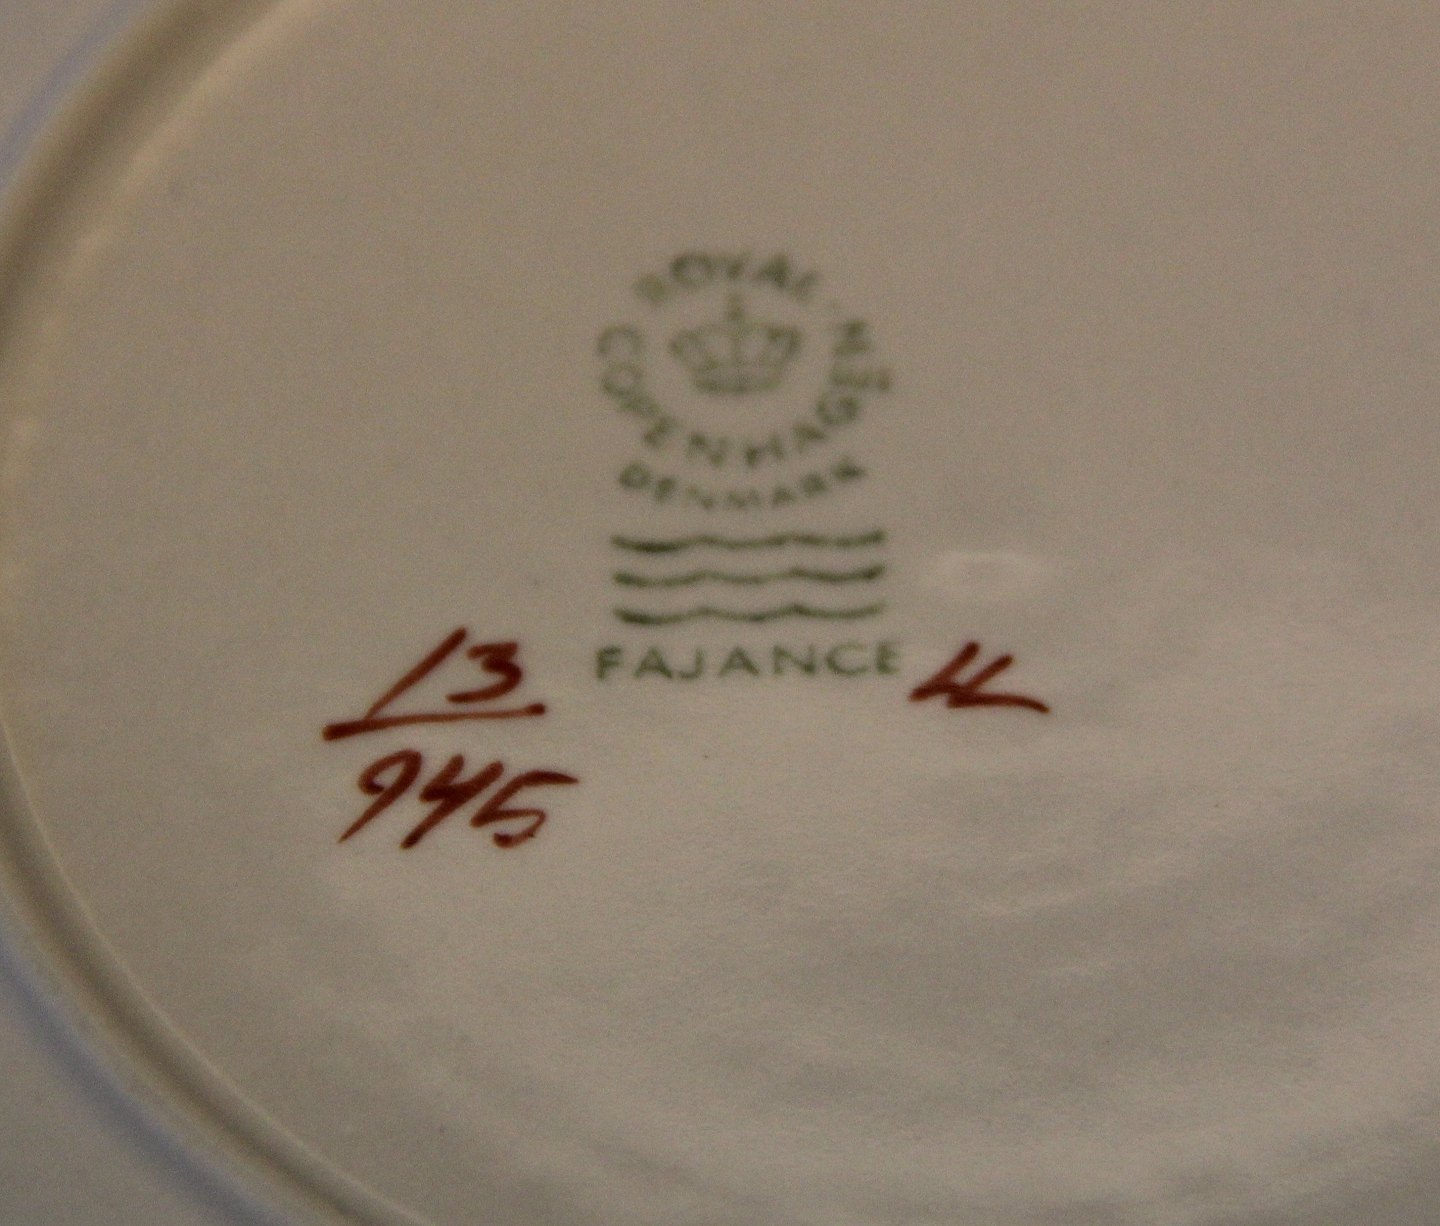 ROYAL
COPENHAGEN
DENMARK
FAJANCE
13
945